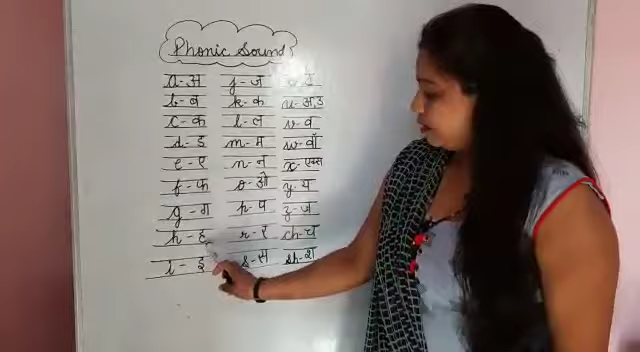 Phonic Sounds
a - अ
b - ब
c - क
d - ड
e - ए
f - फ
g - ग
h - ह
i - ई
j - ज
k - क
l - ल
m - म
n - न
o - ओ
p - प
r - र
s - स
u - अ,उ
v - व
w - वॉ
x - एक्स
y - य
z - ज
ch - च
sh - श